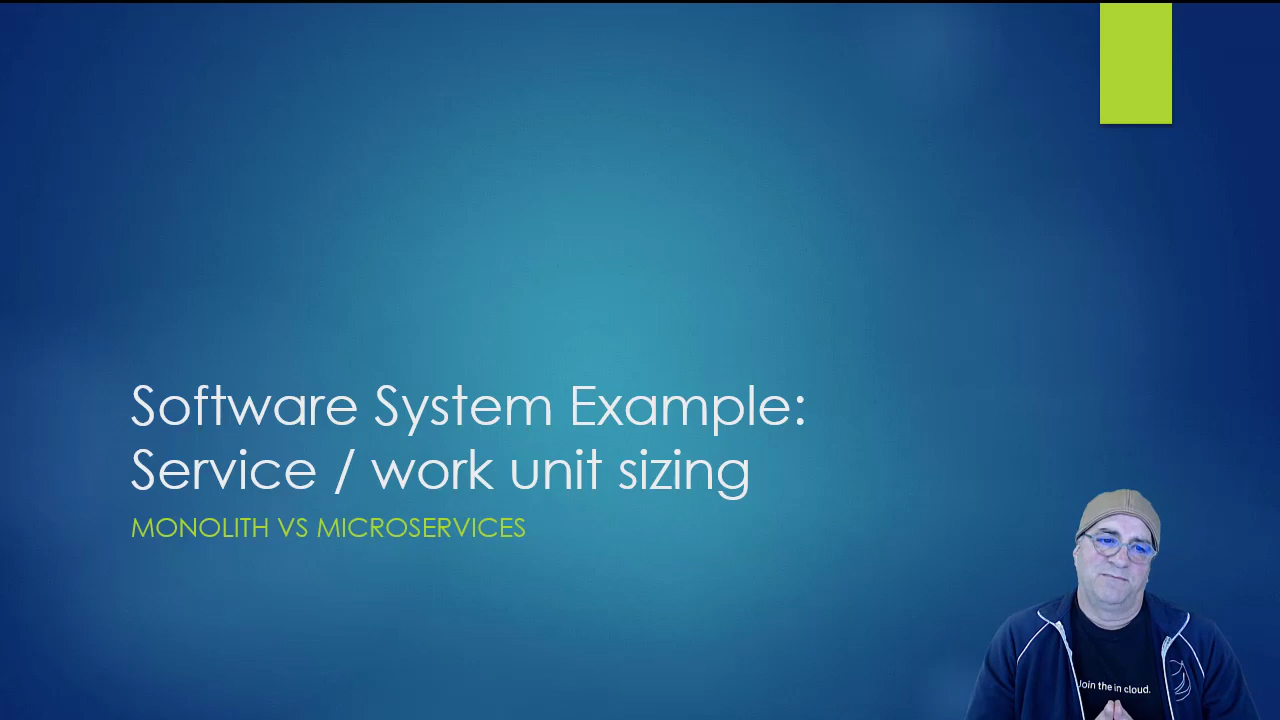 Software System Example:
Service / work unit sizing
MONOLITH VS MICROSERVICES
Join the in cloud.